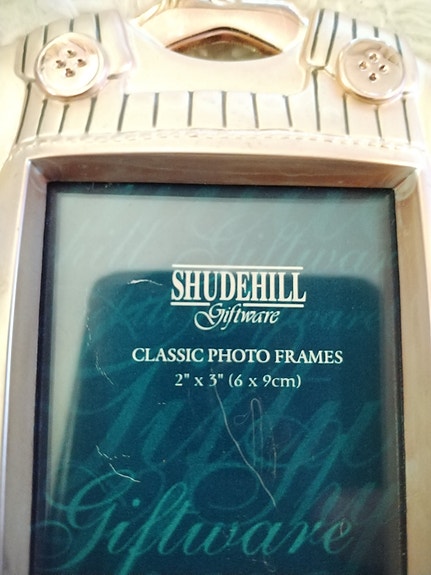 SHUDEHILL
Giftware
CLASSIC PHOTO FRAMES
2" x 3" (6 x 9cm)
Giftware